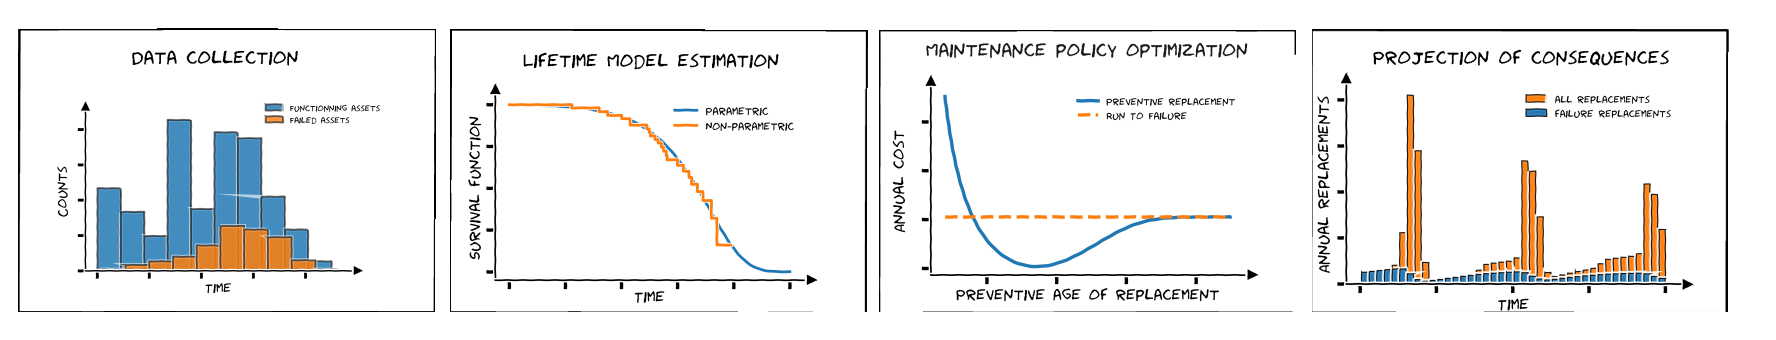 DATA COLLECTION
FUNCTIONNING ASSETS
FAILED ASSETS
COUNTS
TIME
LIFETIME MODEL ESTIMATION
PARAMETRIC
NON-PARAMETRIC
SURVIVAL FUNCTION
TIME
MAINTENANCE POLICY OPTIMIZATION
PREVENTIVE REPLACEMENT
RUN TO FAILURE
ANNUAL COST
PREVENTIVE AGE OF REPLACEMENT
PROJECTION OF CONSEQUENCES
ALL REPLACEMENTS
FAILURE REPLACEMENTS
ANNUAL REPLACEMENTS
TIME